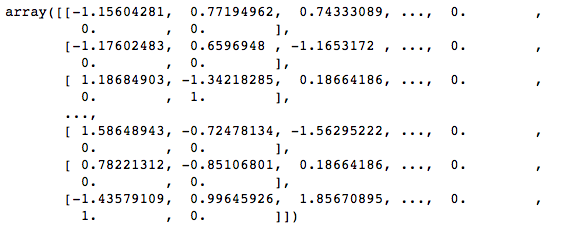 array([[-1.15604281,  0.77194962,  0.74333089, ...,  0.        ,
         0.        ,  0.        ],
       [-1.17602483,  0.6596948 , -1.1653172 , ...,  0.        ,
         0.        ,  0.        ],
       [ 1.18684903, -1.34218285,  0.18664186, ...,  0.        ,
         0.        ,  1.        ],
       ...,
       [ 1.58648943, -0.72478134, -1.56295222, ...,  0.        ,
         0.        ,  0.        ],
       [ 0.78221312, -0.85106801,  0.18664186, ...,  0.        ,
         0.        ,  0.        ],
       [-1.43579109,  0.99645926,  1.85670895, ...,  0.        ,
         1.        ,  0.        ]])